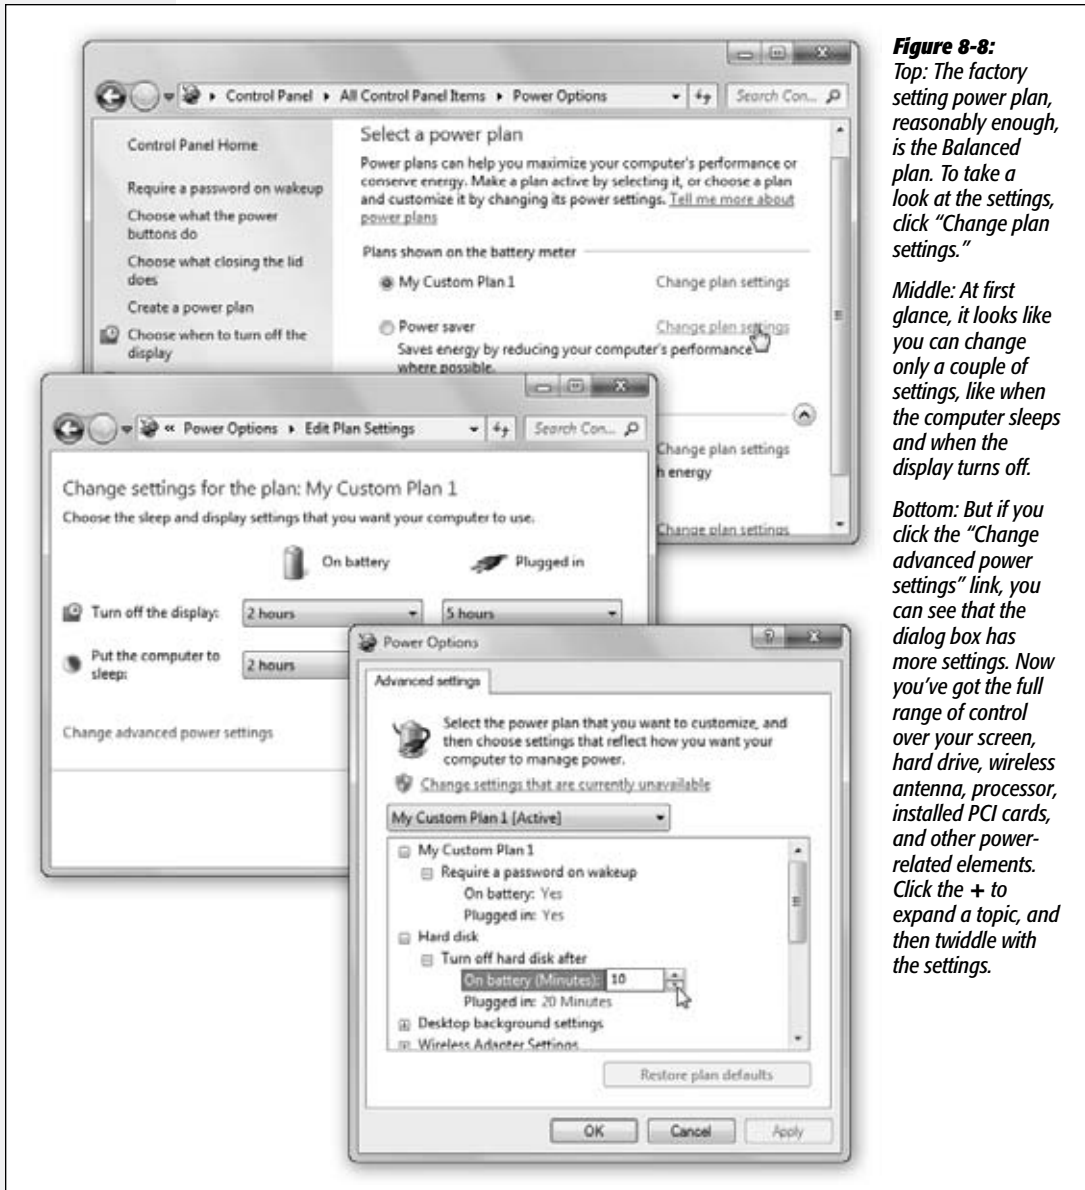 Control Panel
All Control Panel Items
Power Options
Search Con...
Control Panel Home
Require a password on wakeup
Choose what the power
buttons do
Choose what closing the lid
does
Create a power plan
Choose when to turn off the
display
Select a power plan
Power plans can help you maximize your computer's performance or
conserve energy. Make a plan active by selecting it, or choose a plan
and customize it by changing its power settings. Tell me more about
power plans
Plans shown on the battery meter
My Custom Plan 1
Change plan settings
Power saver
Change plan settings
Saves energy by reducing your computer's performance
where possible.
Change plan settings
h energy
Change plan settings
« Power Options
Edit Plan Settings
Search Con...
Change settings for the plan: My Custom Plan 1
Choose the sleep and display settings that you want your computer to use.
On battery
Plugged in
Turn off the display:
2 hours
5 hours
Put the computer to
sleep:
2 hours
Change advanced power settings
Power Options
Advanced settings
Select the power plan that you want to customize, and
then choose settings that reflect how you want your
computer to manage power.
Change settings that are currently unavailable
My Custom Plan 1 [Active]
My Custom Plan 1
Require a password on wakeup
On battery: Yes
Plugged in: Yes
Hard disk
Turn off hard disk after
On battery (Minutes): 10
Plugged in: 20 Minutes
Desktop background settings
Wireless Adapter Settings
Restore plan defaults
OK
Cancel
Apply
Figure 8-8:
Top: The factory
setting power plan,
reasonably enough,
is the Balanced
plan. To take a
look at the settings,
click “Change plan
settings.”
Middle: At first
glance, it looks like
you can change
only a couple of
settings, like when
the computer sleeps
and when the
display turns off.
Bottom: But if you
click the “Change
advanced power
settings” link, you
can see that the
dialog box has
more settings. Now
you’ve got the full
range of control
over your screen,
hard drive, wireless
antenna, processor,
installed PCI cards,
and other power-
related elements.
Click the + to
expand a topic, and
then twiddle with
the settings.